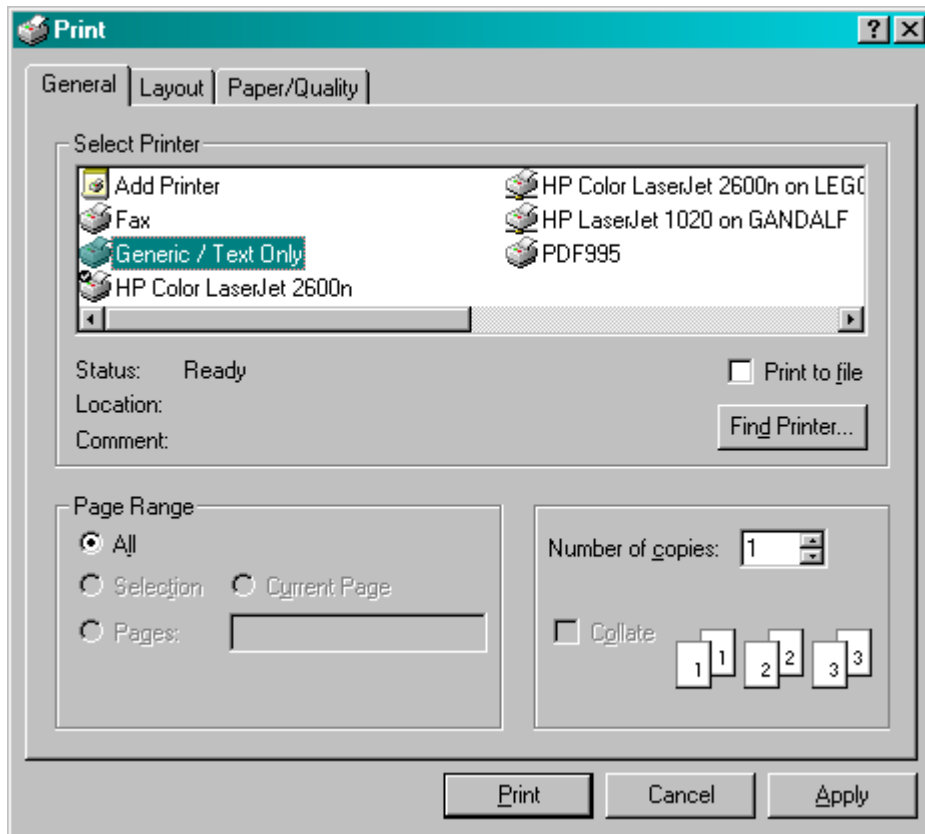 Print
General Layout Paper/Quality
Select Printer
Add Printer
Fax
Generic / Text Only
HP Color LaserJet 2600n
HP Color LaserJet 2600n on
HP LaserJet 1020 on GANDALF
PDF995
Status: Ready
Print to file
Location:
Find Printer...
Comment:
Page Range
All
Number of copies: 1
Selection Current Page
Pages:
Collate
1 1 2 2 3 3
Print Cancel Apply